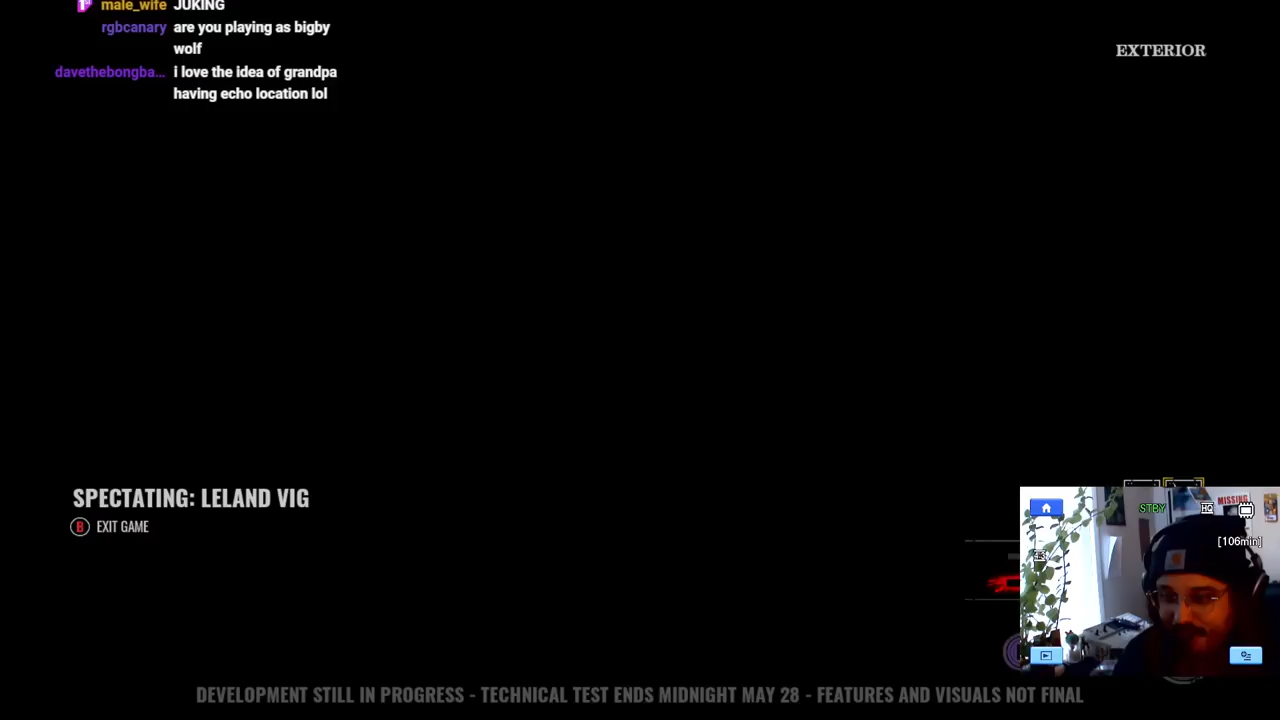 male_wife JUKING
rgbcanary are you playing as bigby
wolf
davethebongba... i love the idea of grandpa
having echo location lol
EXTERIOR
SPECTATING: LELAND VIG
B EXIT GAME
STBY
HQ
MISSING
[106min]
DEVELOPMENT STILL IN PROGRESS - TECHNICAL TEST ENDS MIDNIGHT MAY 28 - FEATURES AND VISUALS NOT FINAL